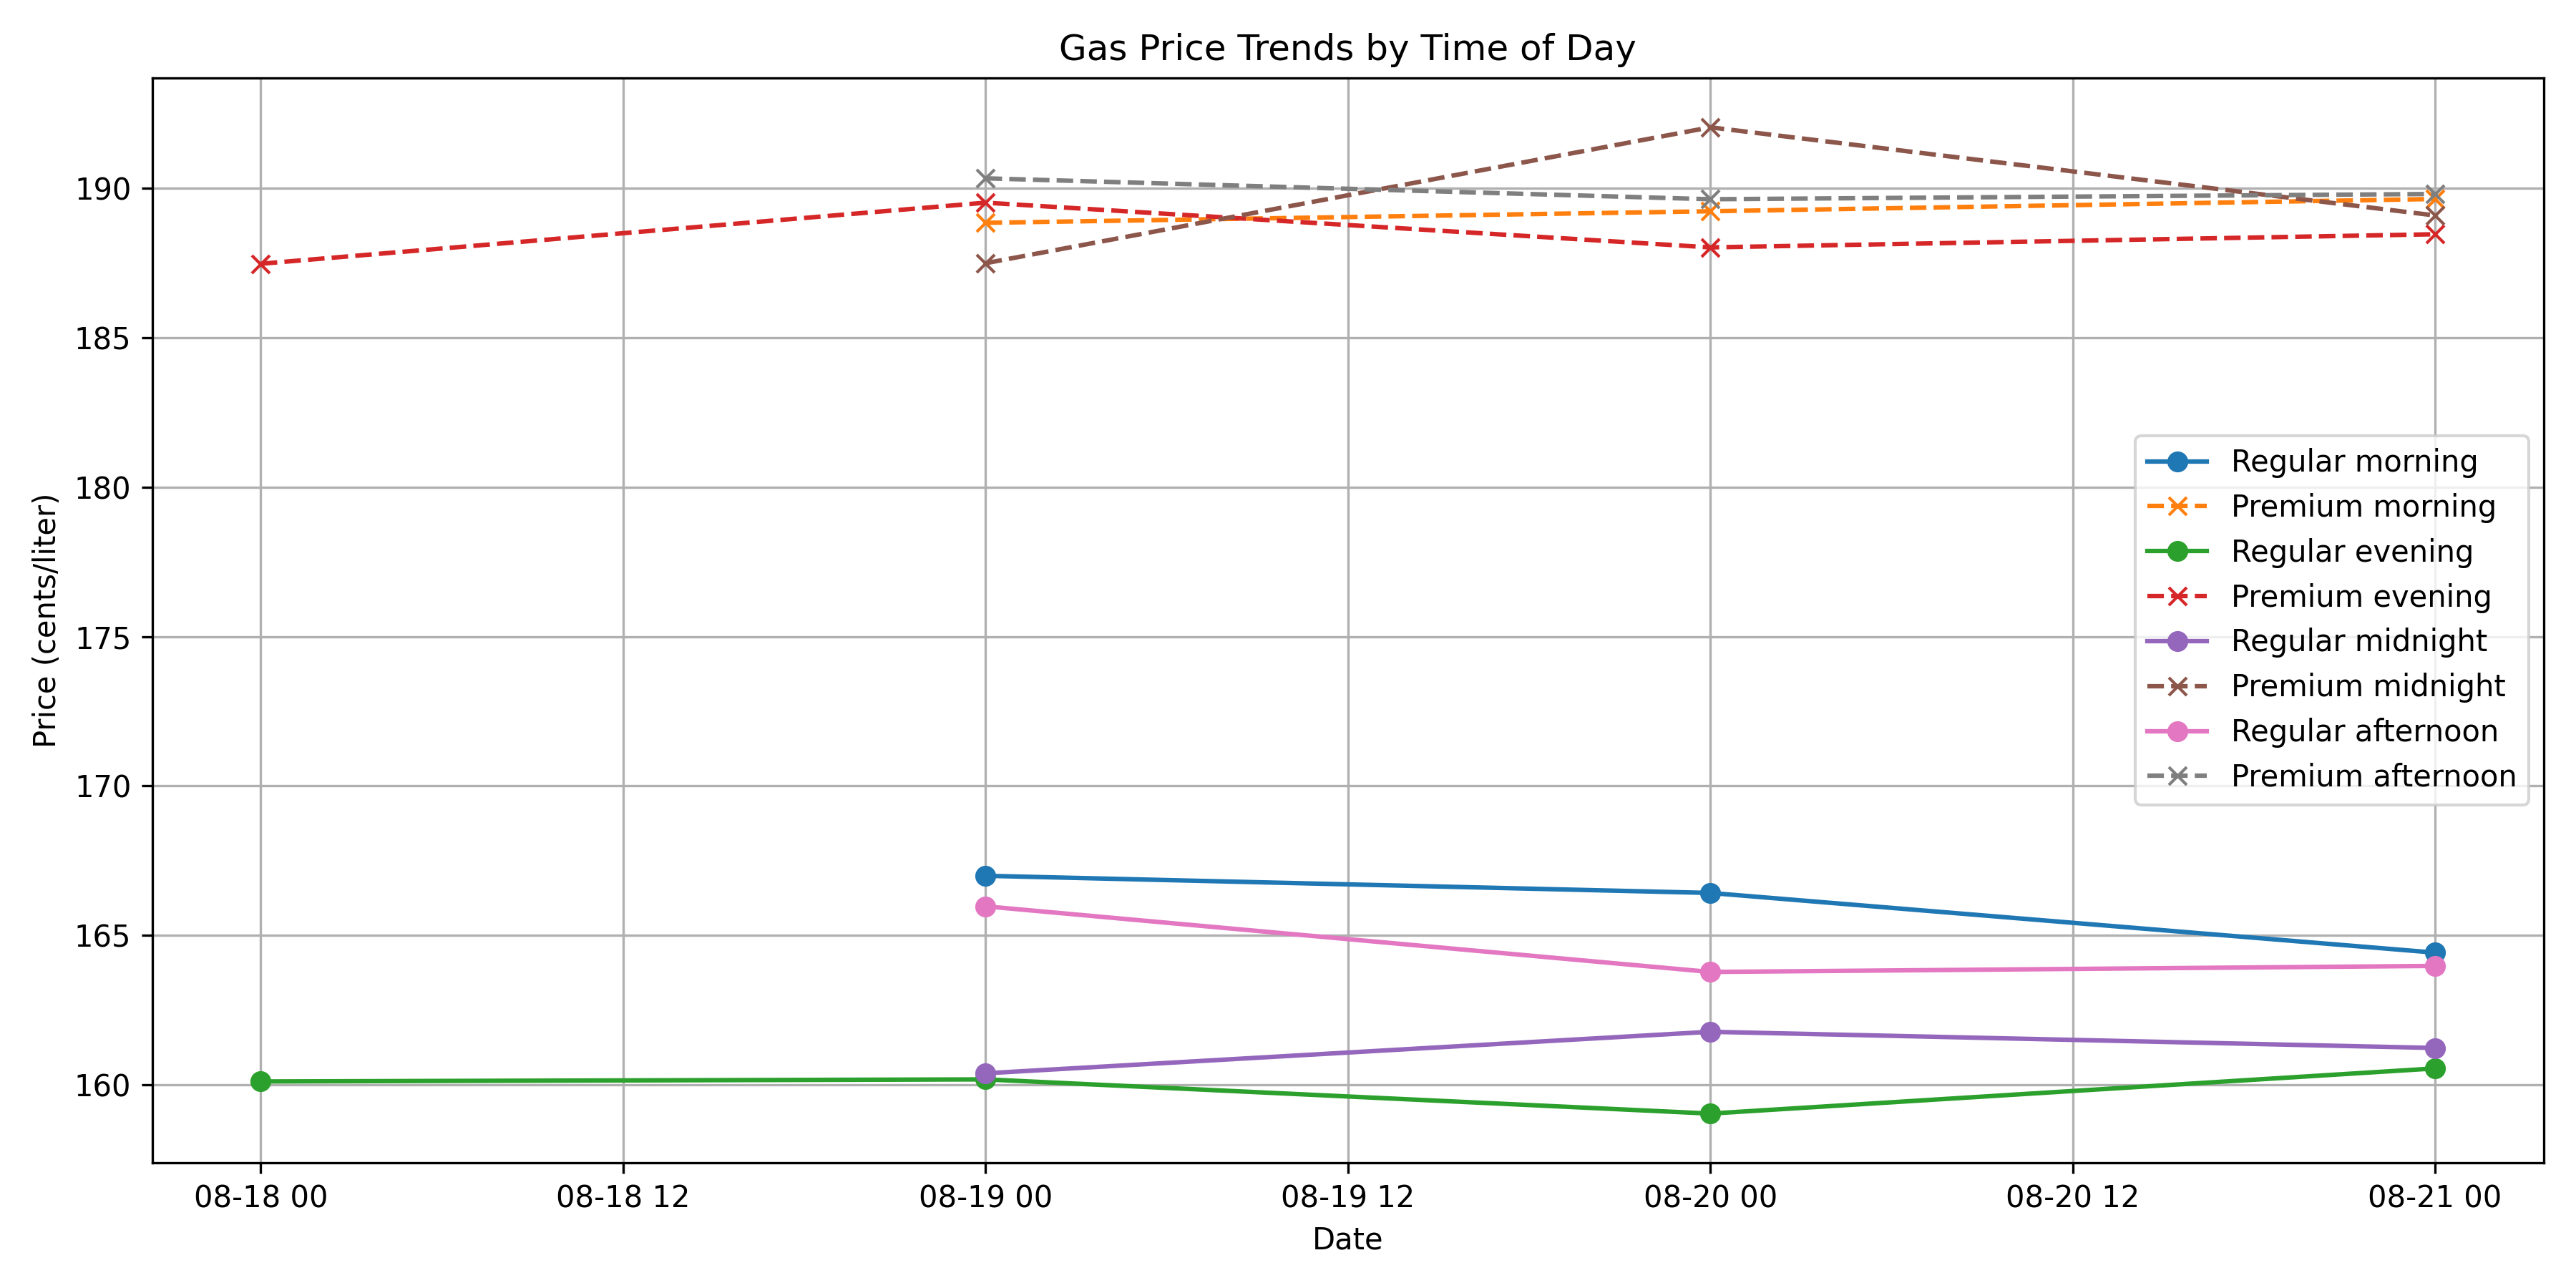 Gas Price Trends by Time of Day
Price (cents/liter)
190
185
180
175
170
165
160
Regular morning
Premium morning
Regular evening
Premium evening
Regular midnight
Premium midnight
Regular afternoon
Premium afternoon
08-18 00
08-18 12
08-19 00
08-19 12
08-20 00
08-20 12
08-21 00
Date